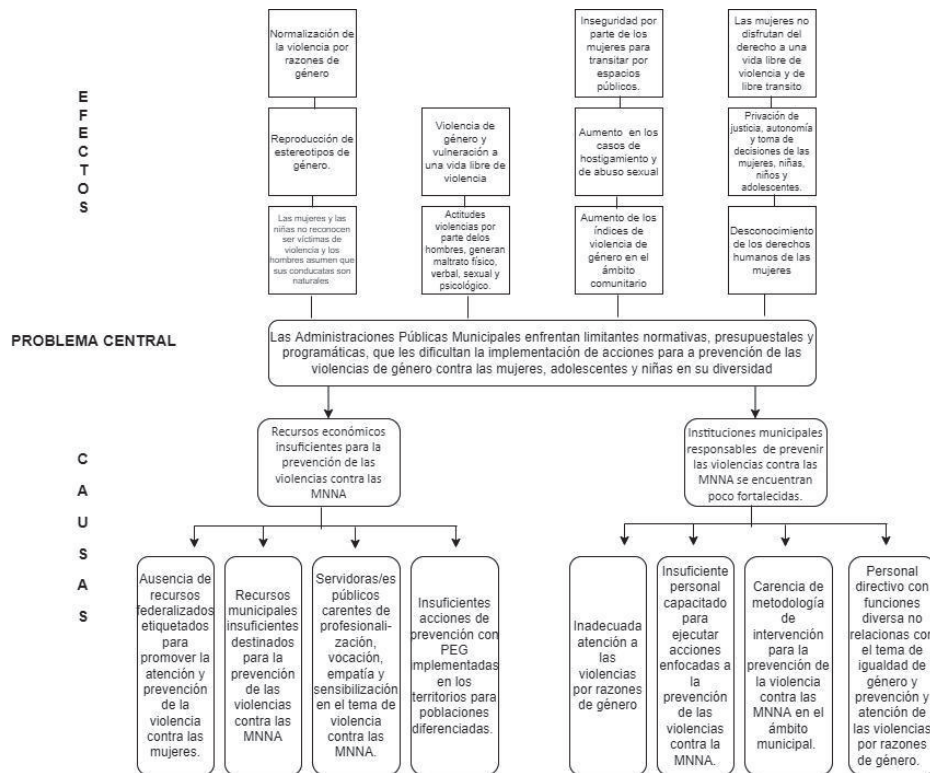 EFECTOS
Normalización de
la violencia por
razones de
género
Reproducción de
estereotipos de
género.
Las mujeres y las
niñas no reconocen
ser víctimas de
violencia y los
hombres asumen que
sus conducatas son
naturales
Violencia de
género y
vulneración a
una vida libre de
violencia
Actitudes
violencias por
parte delos
hombres, generan
maltrato físico,
verbal, sexual y
psicológico.
Inseguridad por
parte de los
mujeres para
transitar por
espacios
públicos.
Aumento en los
casos de
hostigamiento y
de abuso sexual
Aumento de los
índices de
violencia de
género en el
ámbito
comunitario
Las mujeres no
disfrutan del
derecho a una
vida libre de
violencia y de
libre transito
Privación de
justicia, autonomía
y toma de
decisiones de las
mujeres, niñas,
niños y
adolescentes.
Desconocimiento
de los derechos
humanos de las
mujeres
PROBLEMA CENTRAL
Las Administraciones Públicas Municipales enfrentan limitantes normativas, presupuestales y
programáticas, que les dificultan la implementación de acciones para a prevención de las
violencias de género contra las mujeres, adolescentes y niñas en su diversidad
CAUSAS
Recursos económicos
insuficientes para la
prevención de las
violencias contra las
MNNA
Instituciones municipales
responsables de prevenir
las violencias contra las
MNNA se encuentran
poco fortalecidas.
Ausencia de
recursos
federalizados
etiquetados
para
promover la
atención y
prevención
de la
violencia
contra las
mujeres.
Recursos
municipales
insuficientes
destinados
para la
prevención
de las
violencias
contra las
MNNA
Servidoras/es
públicos
carentes de
profesionali-
zación,
vocación,
empatía y
sensibilización
en el tema de
violencia
contra las
MNNA.
Insuficientes
acciones de
prevención con
PEG
implementadas
en los
territorios para
poblaciones
diferenciadas.
Inadecuada
atención a las
violencias por
razones de
género
Insuficiente
personal
capacitado
para
ejecutar
acciones
enfocadas a
la
prevención
de las
violencias
contra la
MNNA.
Carencia de
metodología
de
intervención
para la
prevención de
la violencia
contra las
MNNA en el
ámbito
municipal.
Personal
directivo con
funciones
diversa no
relacionas con
el tema de
igualdad de
género y
prevención y
atención de
las violencias
por razones
de género.